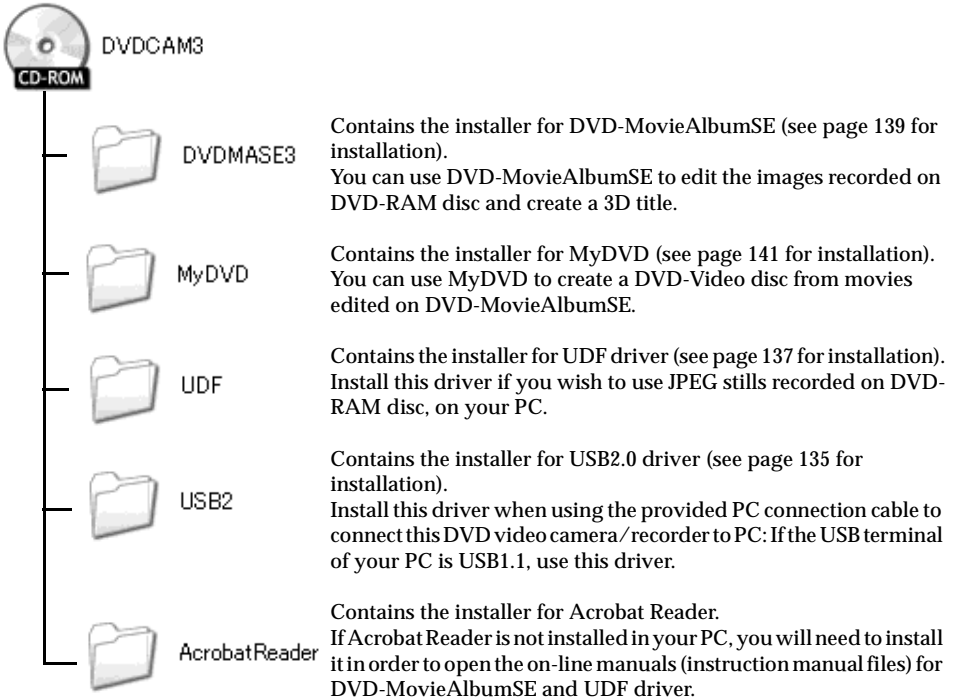 DVDCAM3
CD-ROM
DVDMASE3
Contains the installer for DVD-MovieAlbumSE (see page 139 for
installation).
You can use DVD-MovieAlbumSE to edit the images recorded on
DVD-RAM disc and create a 3D title.
MyDVD
Contains the installer for MyDVD (see page 141 for installation).
You can use MyDVD to create a DVD-Video disc from movies
edited on DVD-MovieAlbumSE.
UDF
Contains the installer for UDF driver (see page 137 for installation).
Install this driver if you wish to use JPEG stills recorded on DVD-
RAM disc, on your PC.
USB2
Contains the installer for USB2.0 driver (see page 135 for
installation).
Install this driver when using the provided PC connection cable to
connect this DVD video camera/recorder to PC: If the USB terminal
of your PC is USB1.1, use this driver.
AcrobatReader
Contains the installer for Acrobat Reader.
If Acrobat Reader is not installed in your PC, you will need to install
it in order to open the on-line manuals (instruction manual files) for
DVD-MovieAlbumSE and UDF driver.